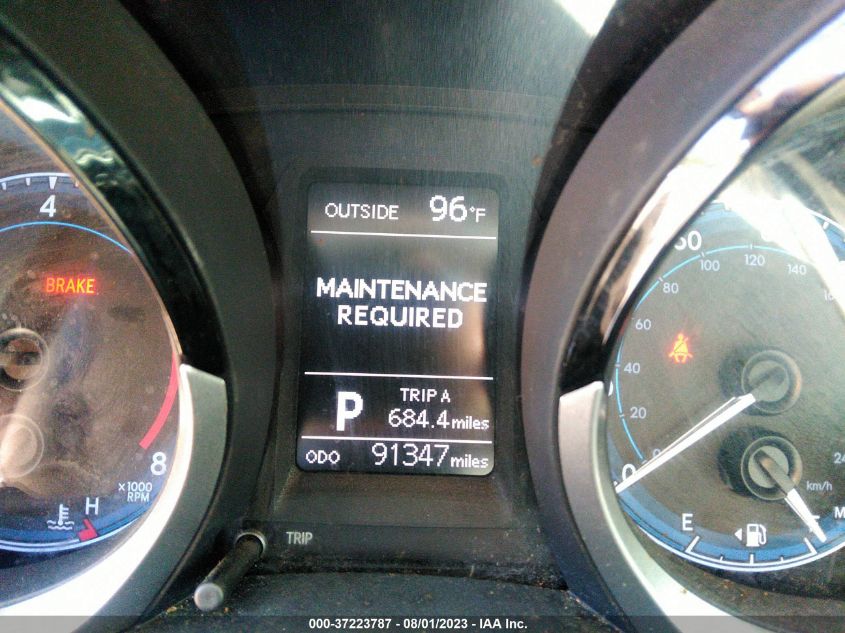 OUTSIDE 96°F
MAINTENANCE
REQUIRED
P
TRIP A
684.4 miles
ODO 91347 miles
TRIP
4
BRAKE
8
×1000
RPM
H
0
20
40
60
80
100
120
140
km/h
E
000-37223787 - 08/01/2023 - IAA Inc.